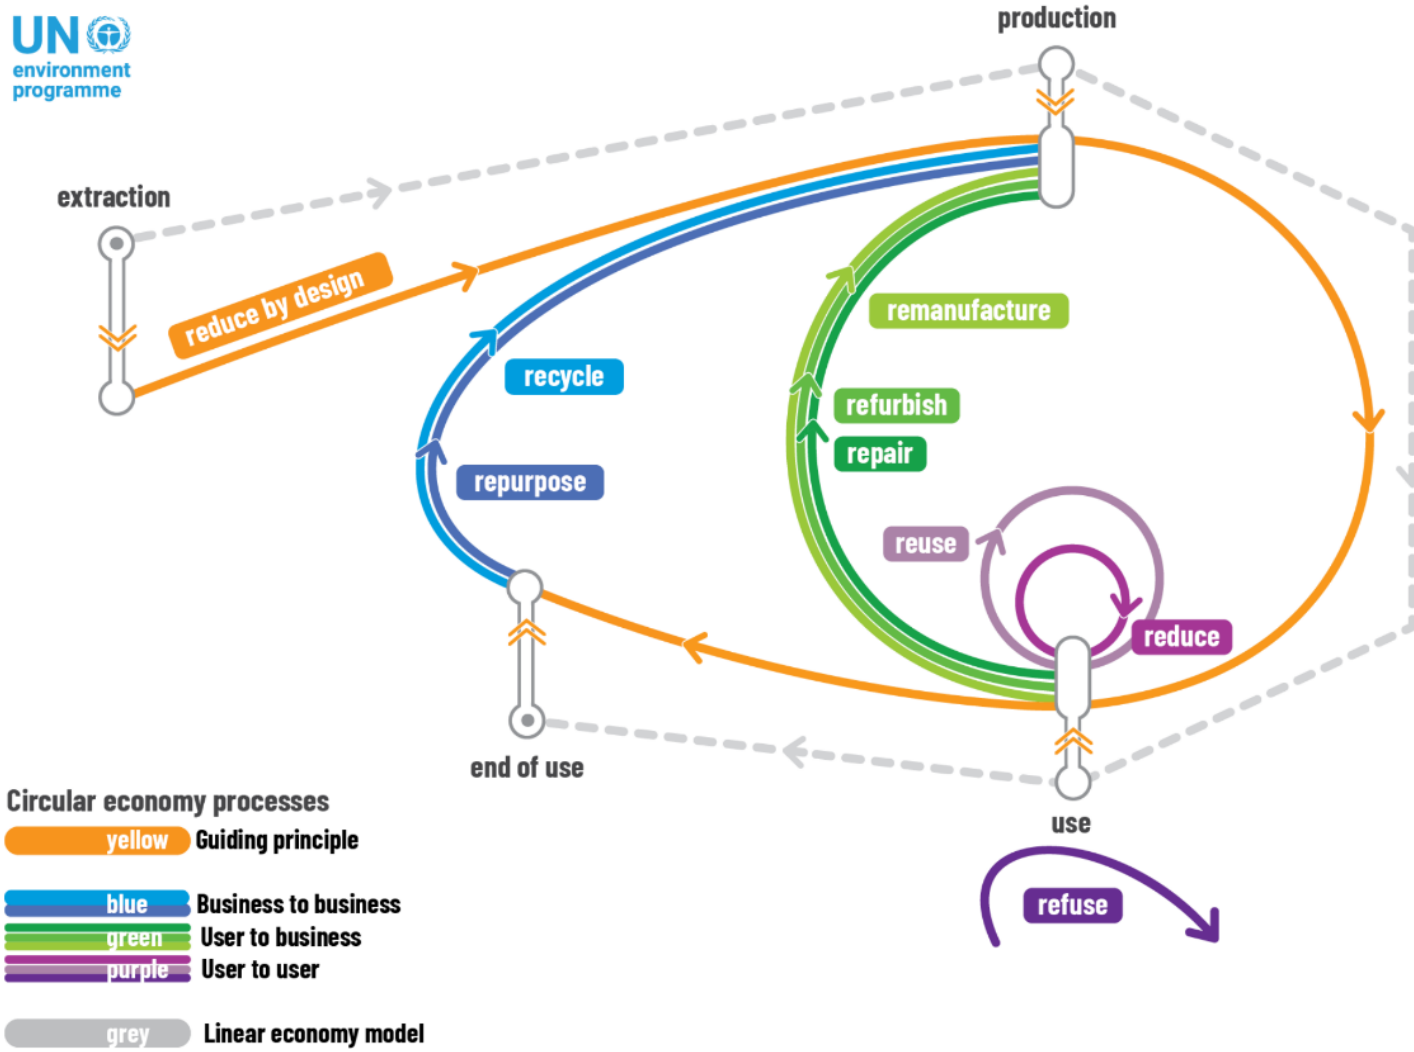 UN
environment
programme
production
extraction
reduce by design
remanufacture
recycle
refurbish
repair
repurpose
reuse
reduce
end of use
use
refuse
Circular economy processes
yellow Guiding principle
blue Business to business
green User to business
purple User to user
grey Linear economy model